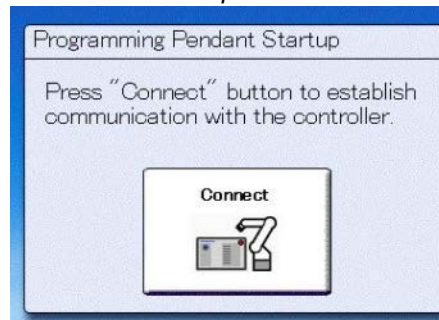 Programming Pendant Startup
Press "Connect" button to establish
communication with the controller.
Connect